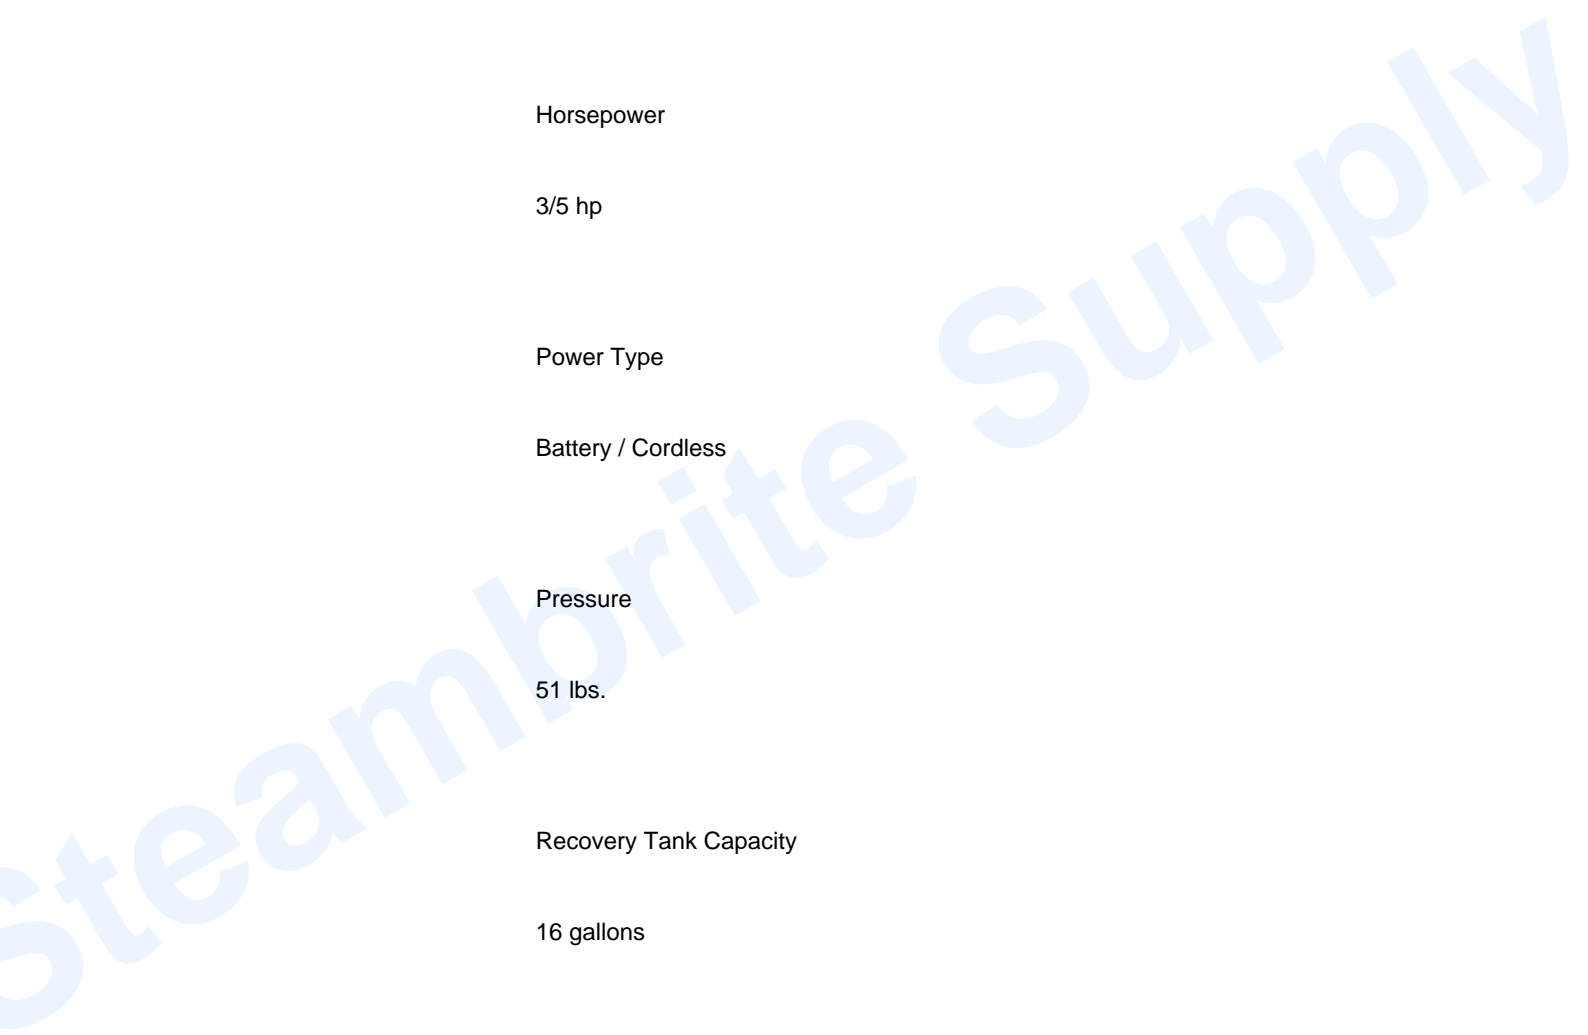 Horsepower
3/5 hp
Power Type
Battery / Cordless
Pressure
51 lbs.
Recovery Tank Capacity
16 gallons
Steambrite Supply